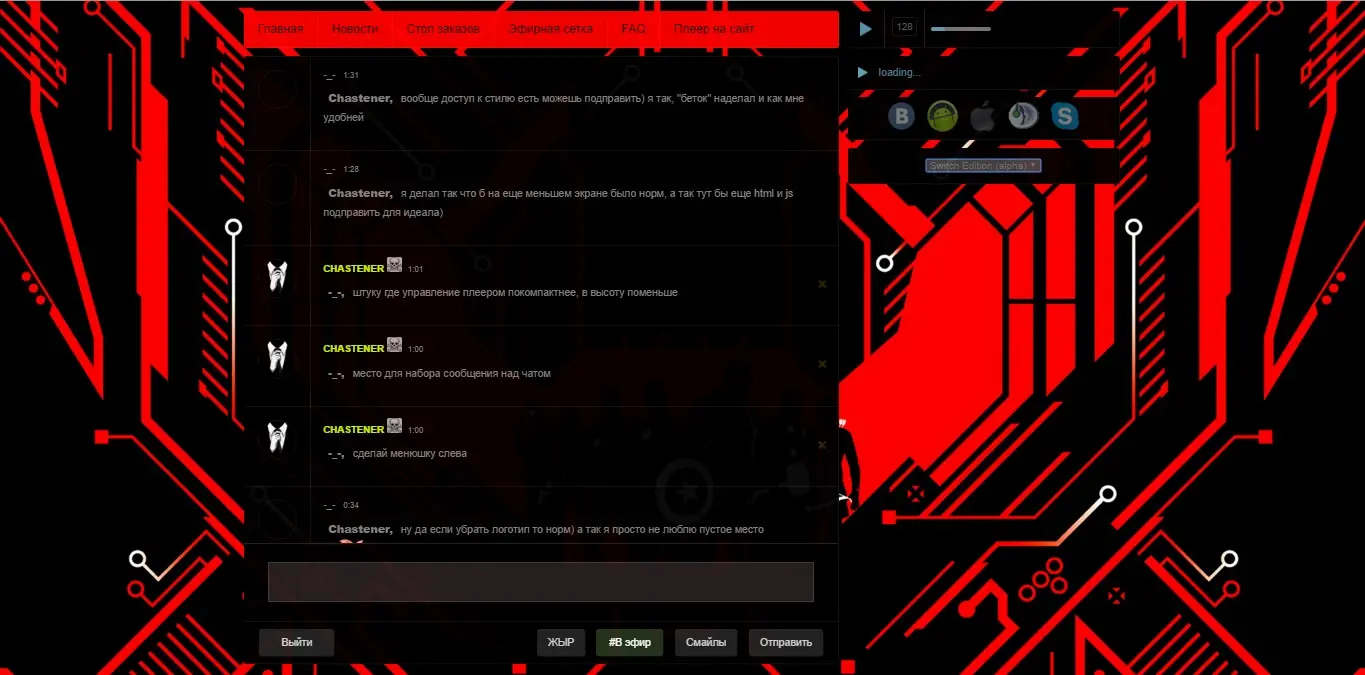 Главная Новости Стол заказов Эфирная сетка FAQ Плеер на сайт
128
loading...
Switch Edition (alpha)
-_- 1:31
Chastener, вообще доступ к стилю есть можешь подправить) я так, "беток" наделал и как мне
удобней
-_- 1:28
Chastener, я делал так что б на еще меньшем экране было норм, а так тут бы еще html и js
подправить для идеала)
CHASTENER 1:01
-_-, штуку где управление плеером покомпактнее, в высоту поменьше
CHASTENER 1:00
-_-, место для набора сообщения над чатом
CHASTENER 1:00
-_-, сделай менюшку слева
-_- 0:34
Chastener, ну да если убрать логотип то норм) а так я просто не люблю пустое место
Выйти ЖЫР #В эфир Смайлы Отправить